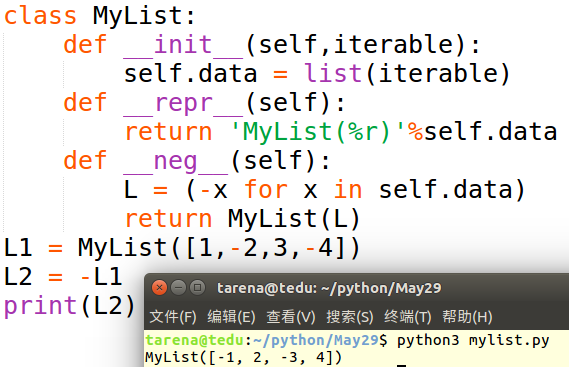 class MyList:
    def __init__(self,iterable):
        self.data = list(iterable)
    def __repr__(self):
        return 'MyList(%r)'%self.data
    def __neg__(self):
        L = (-x for x in self.data)
        return MyList(L)
L1 = MyList([1,-2,3,-4])
L2 = -L1
print(L2)
tarena@tedu: ~/python/May29
文件(F) 编辑(E) 查看(V) 搜索(S) 终端(T) 帮助(H)
tarena@tedu:~/python/May29$ python3 mylist.py
MyList([-1, 2, -3, 4])